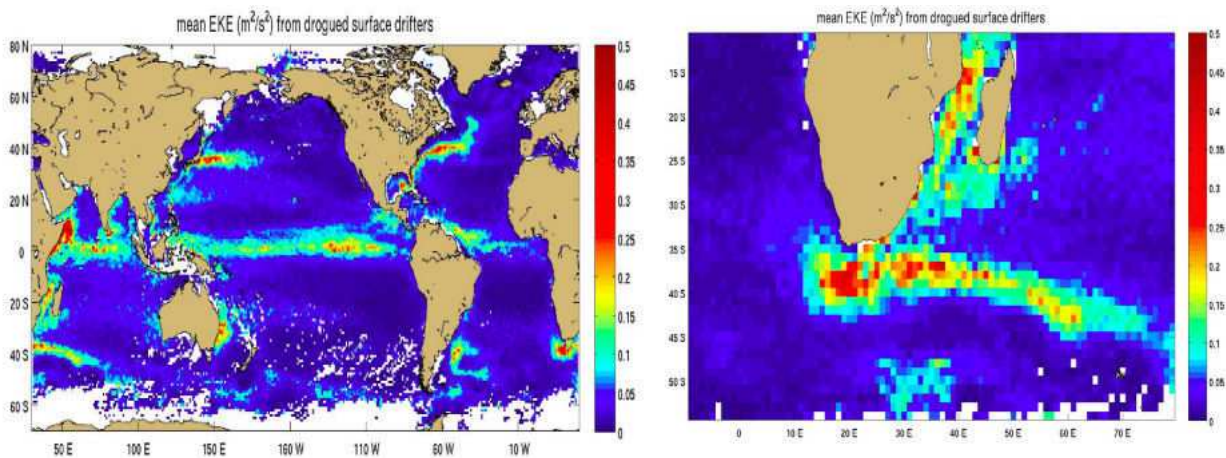 mean EKE (m²/s²) from drogued surface drifters
80 N
60 N
40 N
20 N
0
20 S
40 S
60 S
50 E
100 E
150 E
160 W
110 W
60 W
10 W
0.5
0.45
0.4
0.35
0.3
0.25
0.2
0.15
0.1
0.05
0
mean EKE (m²/s²) from drogued surface drifters
15 S
20 S
25 S
30 S
35 S
40 S
45 S
50 S
0
10 E
20 E
30 E
40 E
50 E
60 E
70 E
0.5
0.45
0.4
0.35
0.3
0.25
0.2
0.15
0.1
0.05
0